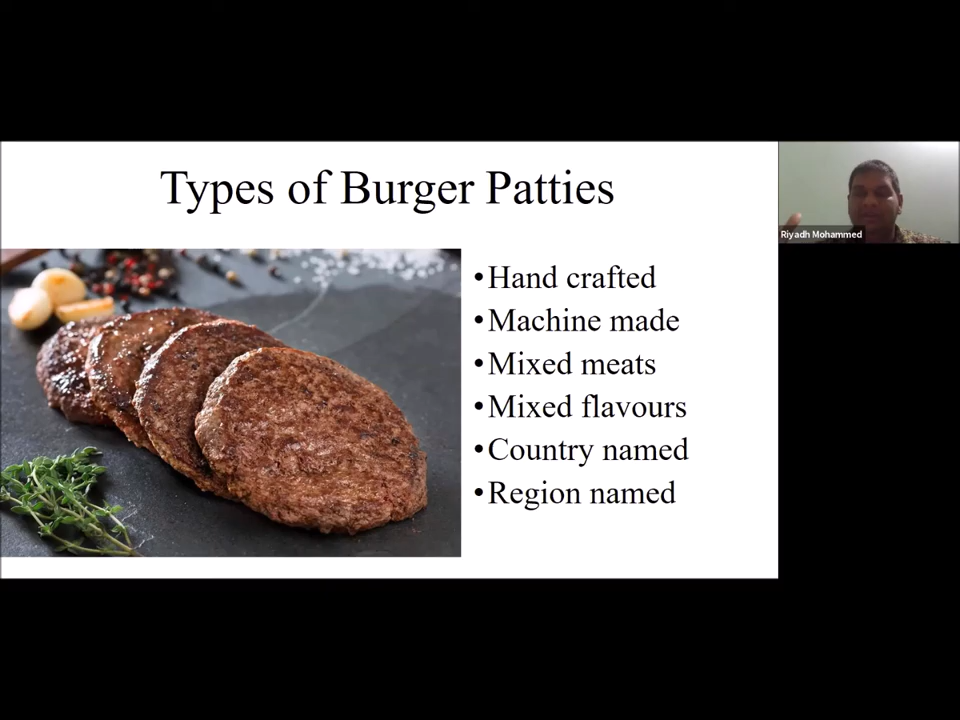 Types of Burger Patties
•Hand crafted
•Machine made
•Mixed meats
•Mixed flavours
•Country named
•Region named
Riyadh Mohammed